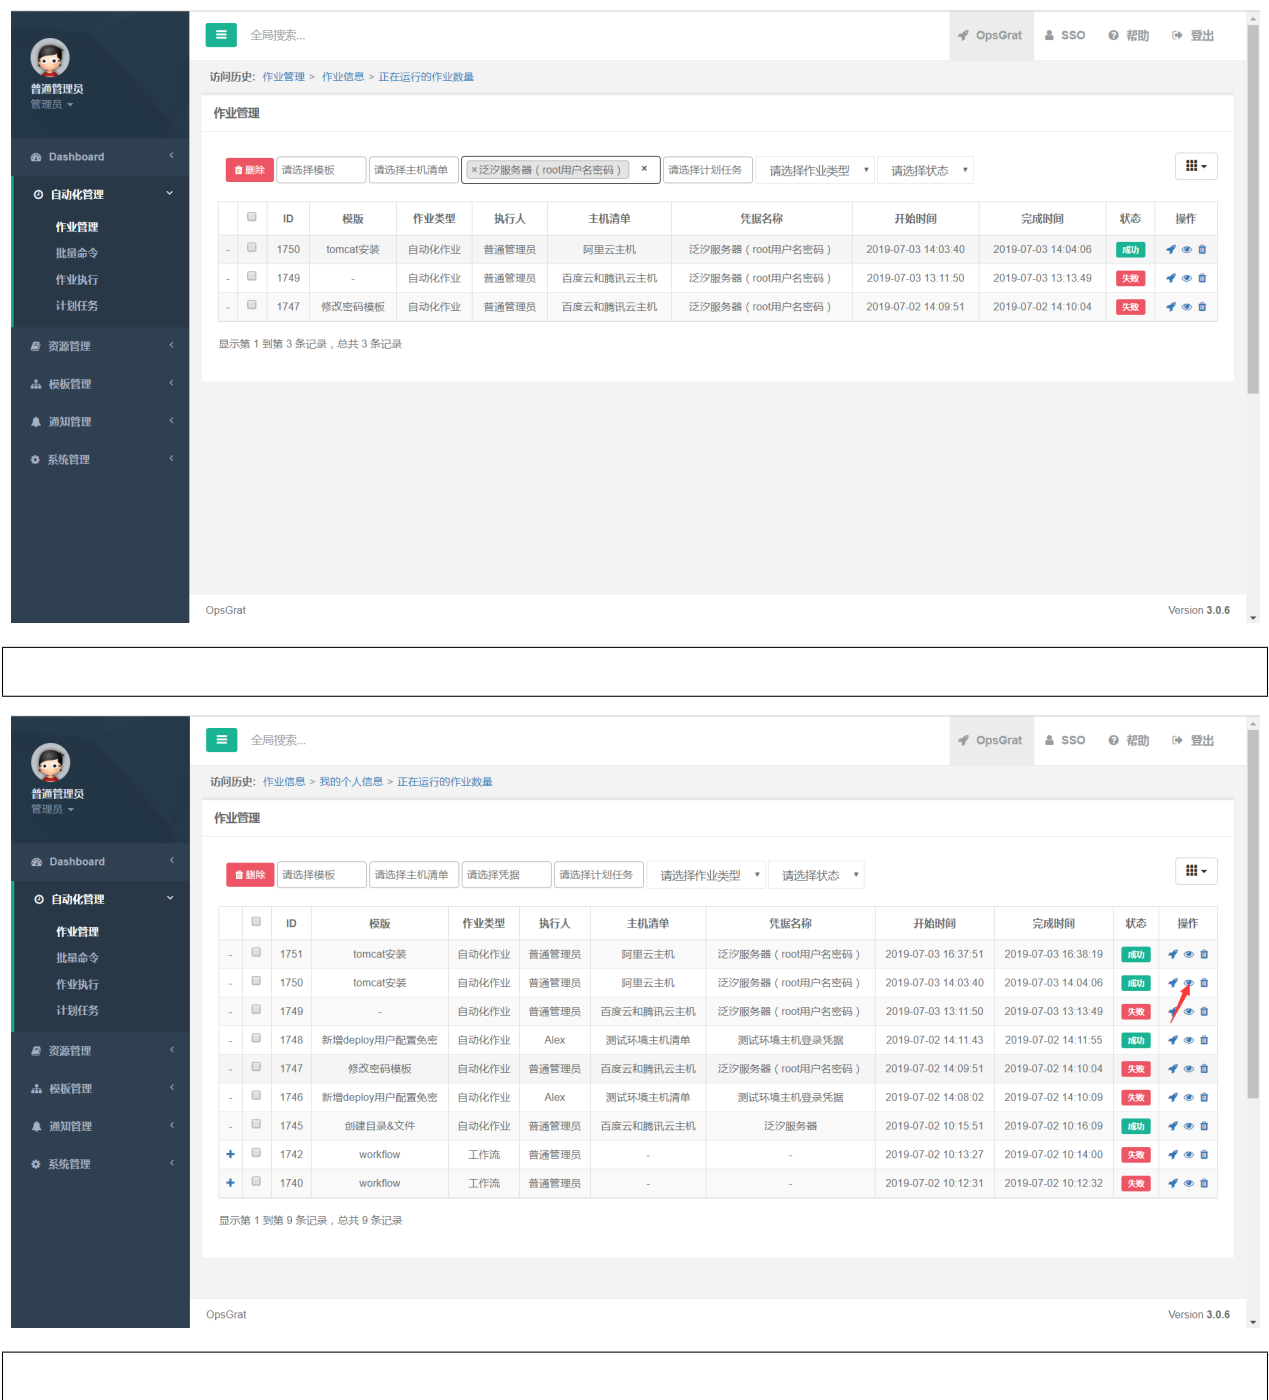 全局搜索...
OpsGrat SSO 帮助 登出
普通管理员
管理员
访问历史: 作业管理 > 作业信息 > 正在运行的作业数量
作业管理
Dashboard
自动化管理
作业管理
批量命令
作业执行
计划任务
资源管理
模板管理
通知管理
系统管理
删除 请选择模板 请选择主机清单 ×泛汐服务器（root用户名密码） × 请选择计划任务 请选择作业类型 请选择状态
ID 模版 作业类型 执行人 主机清单 凭据名称 开始时间 完成时间 状态 操作
- 1750 tomcat安装 自动化作业 普通管理员 阿里云主机 泛汐服务器（root用户名密码） 2019-07-03 14:03:40 2019-07-03 14:04:06 成功
- 1749 - 自动化作业 普通管理员 百度云和腾讯云主机 泛汐服务器（root用户名密码） 2019-07-03 13:11:50 2019-07-03 13:13:49 失败
- 1747 修改密码模板 自动化作业 普通管理员 百度云和腾讯云主机 泛汐服务器（root用户名密码） 2019-07-02 14:09:51 2019-07-02 14:10:04 失败
显示第 1 到第 3 条记录，总共 3 条记录
OpsGrat Version 3.0.6
全局搜索...
OpsGrat SSO 帮助 登出
普通管理员
管理员
访问历史: 作业信息 > 我的个人信息 > 正在运行的作业数量
作业管理
Dashboard
自动化管理
作业管理
批量命令
作业执行
计划任务
资源管理
模板管理
通知管理
系统管理
删除 请选择模板 请选择主机清单 请选择凭据 请选择计划任务 请选择作业类型 请选择状态
ID 模版 作业类型 执行人 主机清单 凭据名称 开始时间 完成时间 状态 操作
- 1751 tomcat安装 自动化作业 普通管理员 阿里云主机 泛汐服务器（root用户名密码） 2019-07-03 16:37:51 2019-07-03 16:38:19 成功
- 1750 tomcat安装 自动化作业 普通管理员 阿里云主机 泛汐服务器（root用户名密码） 2019-07-03 14:03:40 2019-07-03 14:04:06 成功
- 1749 - 自动化作业 普通管理员 百度云和腾讯云主机 泛汐服务器（root用户名密码） 2019-07-03 13:11:50 2019-07-03 13:13:49 失败
- 1748 新增deploy用户配置免密 自动化作业 Alex 测试环境主机清单 测试环境主机登录凭据 2019-07-02 14:11:43 2019-07-02 14:11:55 成功
- 1747 修改密码模板 自动化作业 普通管理员 百度云和腾讯云主机 泛汐服务器（root用户名密码） 2019-07-02 14:09:51 2019-07-02 14:10:04 失败
- 1746 新增deploy用户配置免密 自动化作业 Alex 测试环境主机清单 测试环境主机登录凭据 2019-07-02 14:08:02 2019-07-02 14:10:09 失败
- 1745 创建目录&文件 自动化作业 普通管理员 百度云和腾讯云主机 泛汐服务器 2019-07-02 10:15:51 2019-07-02 10:16:09 成功
+ 1742 workflow 工作流 普通管理员 - - 2019-07-02 10:13:27 2019-07-02 10:14:00 失败
+ 1740 workflow 工作流 普通管理员 - - 2019-07-02 10:12:31 2019-07-02 10:12:32 失败
显示第 1 到第 9 条记录，总共 9 条记录
OpsGrat Version 3.0.6